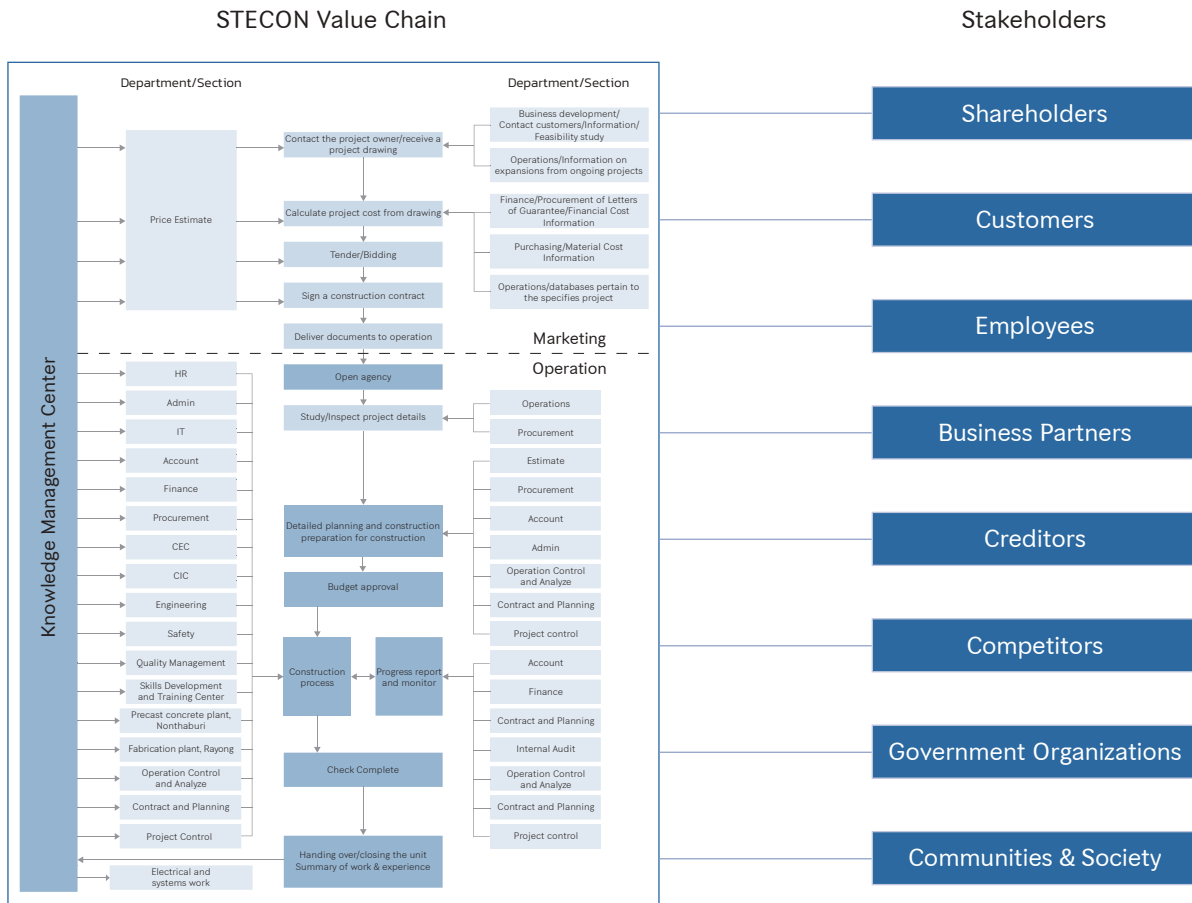 STECON Value Chain
Stakeholders
Department/Section
Department/Section
Knowledge Management Center
Price Estimate
Contact the project owner/receive a
project drawing
Calculate project cost from drawing
Tender/Bidding
Sign a construction contract
Deliver documents to operation
Business development/
Contact customers/Information/
Feasibility study
Operations/Information on
expansions from ongoing projects
Finance/Procurement of Letters
of Guarantee/Financial Cost
Information
Purchasing/Material Cost
Information
Operations/databases pertain to
the specifies project
Marketing
Operation
HR
Admin
IT
Account
Finance
Procurement
CEC
CIC
Engineering
Safety
Quality Management
Skills Development
and Training Center
Precast concrete plant,
Nonthaburi
Fabrication plant, Rayong
Operation Control
and Analyze
Contract and Planning
Project Control
Electrical and
systems work
Open agency
Study/Inspect project details
Detailed planning and construction
preparation for construction
Budget approval
Construction
process
Progress report
and monitor
Check Complete
Handing over/closing the unit
Summary of work & experience
Operations
Procurement
Estimate
Procurement
Account
Admin
Operation Control
and Analyze
Contract and Planning
Project control
Account
Finance
Contract and Planning
Internal Audit
Operation Control
and Analyze
Contract and Planning
Project control
Shareholders
Customers
Employees
Business Partners
Creditors
Competitors
Government Organizations
Communities & Society